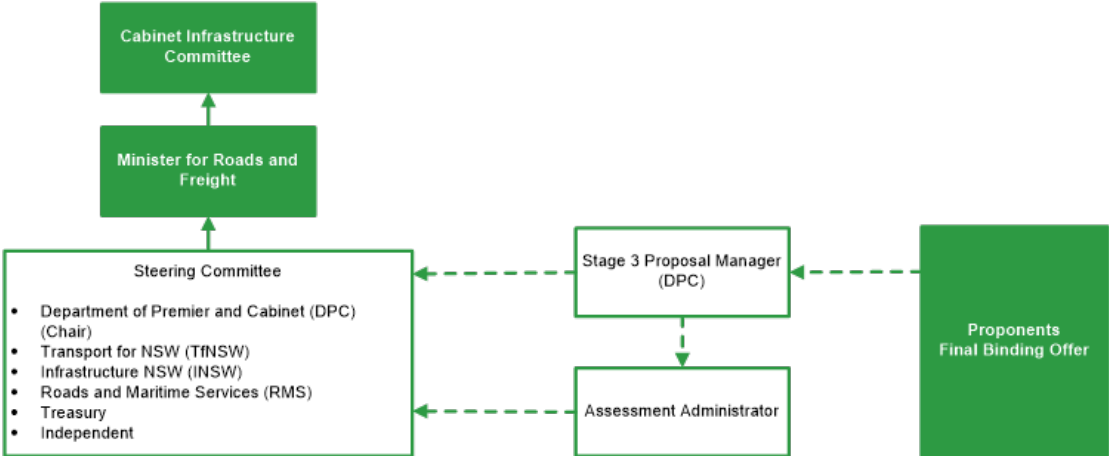 Cabinet Infrastructure
Committee
Minister for Roads and
Freight
Steering Committee
• Department of Premier and Cabinet (DPC)
(Chair)
• Transport for NSW (TfNSW)
• Infrastructure NSW (INSW)
• Roads and Maritime Services (RMS)
• Treasury
• Independent
Stage 3 Proposal Manager
(DPC)
Assessment Administrator
Proponents
Final Binding Offer